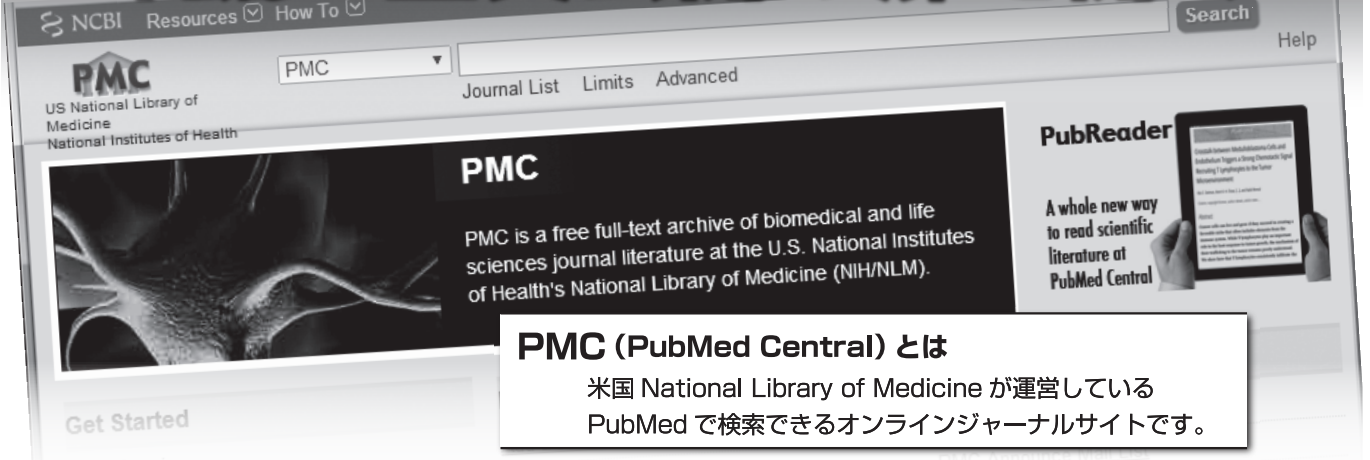 NCBI Resources How To
Search
PMC
US National Library of
Medicine
National Institutes of Health
PMC
Journal List Limits Advanced
Help
PMC
PMC is a free full-text archive of biomedical and life
sciences journal literature at the U.S. National Institutes
of Health's National Library of Medicine (NIH/NLM).
PubReader
A whole new way
to read scientific
literature at
PubMed Central
PMC（PubMed Central）とは
米国 National Library of Medicine が運営している
PubMed で検索できるオンラインジャーナルサイトです。
Get Started